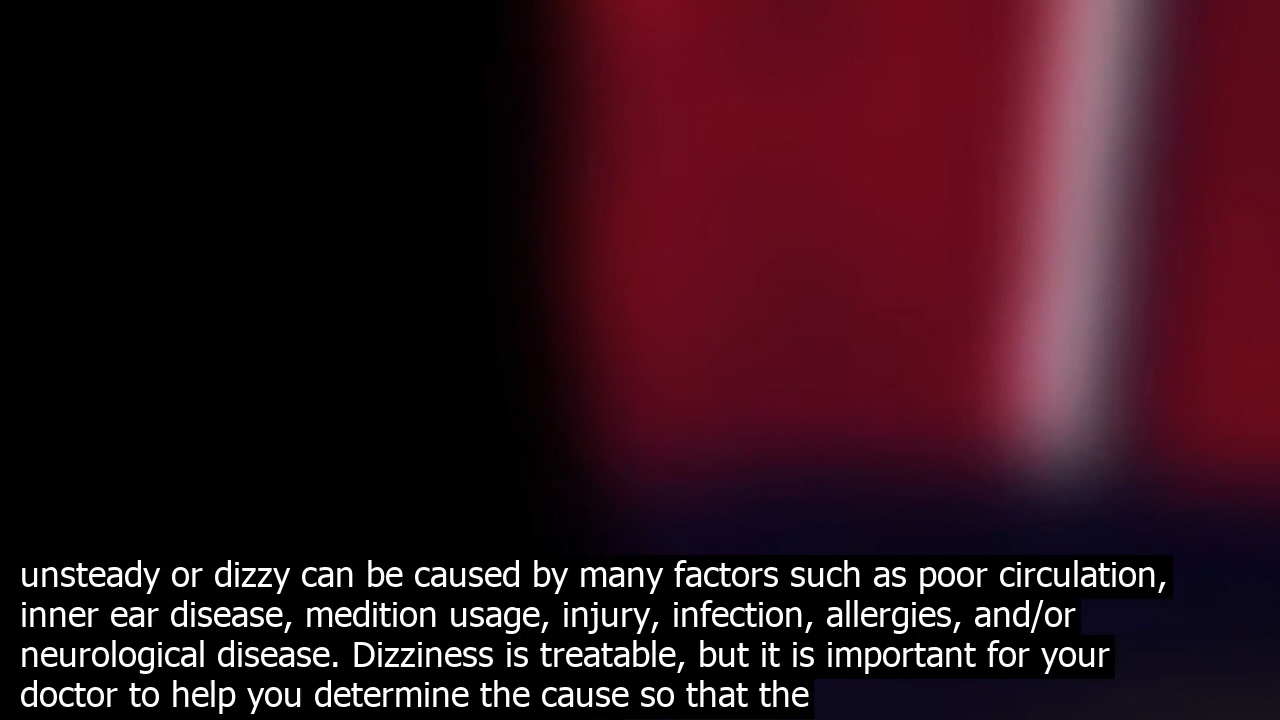 unsteady or dizzy can be caused by many factors such as poor circulation,
inner ear disease, medition usage, injury, infection, allergies, and/or
neurological disease. Dizziness is treatable, but it is important for your
doctor to help you determine the cause so that the